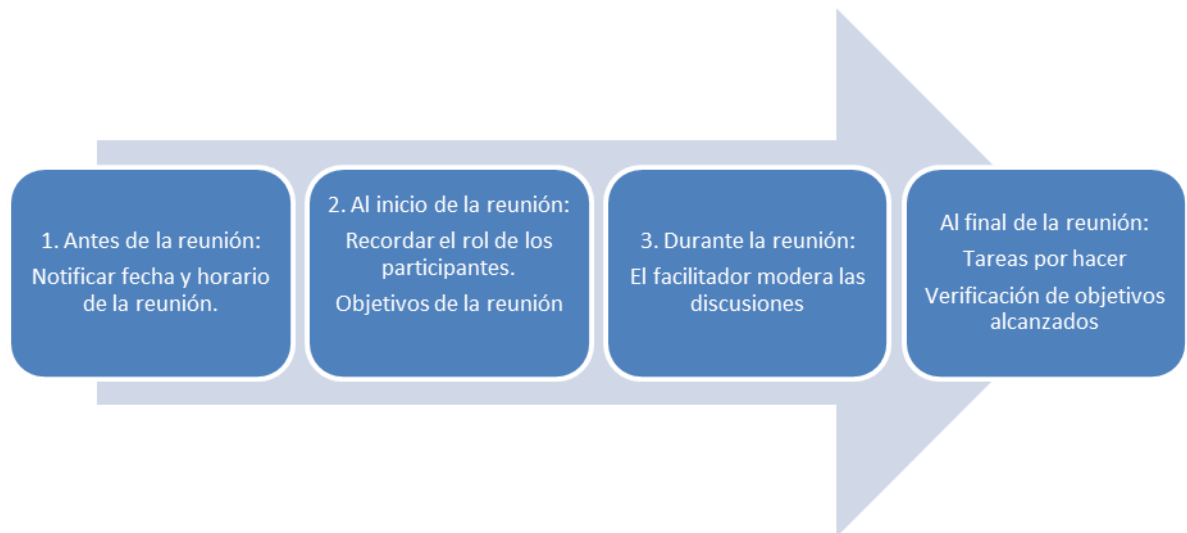 1. Antes de la reunión:
Notificar fecha y horario
de la reunión.
2. Al inicio de la reunión:
Recordar el rol de los
participantes.
Objetivos de la reunión
3. Durante la reunión:
El facilitador modera las
discusiones
Al final de la reunión:
Tareas por hacer
Verificación de objetivos
alcanzados